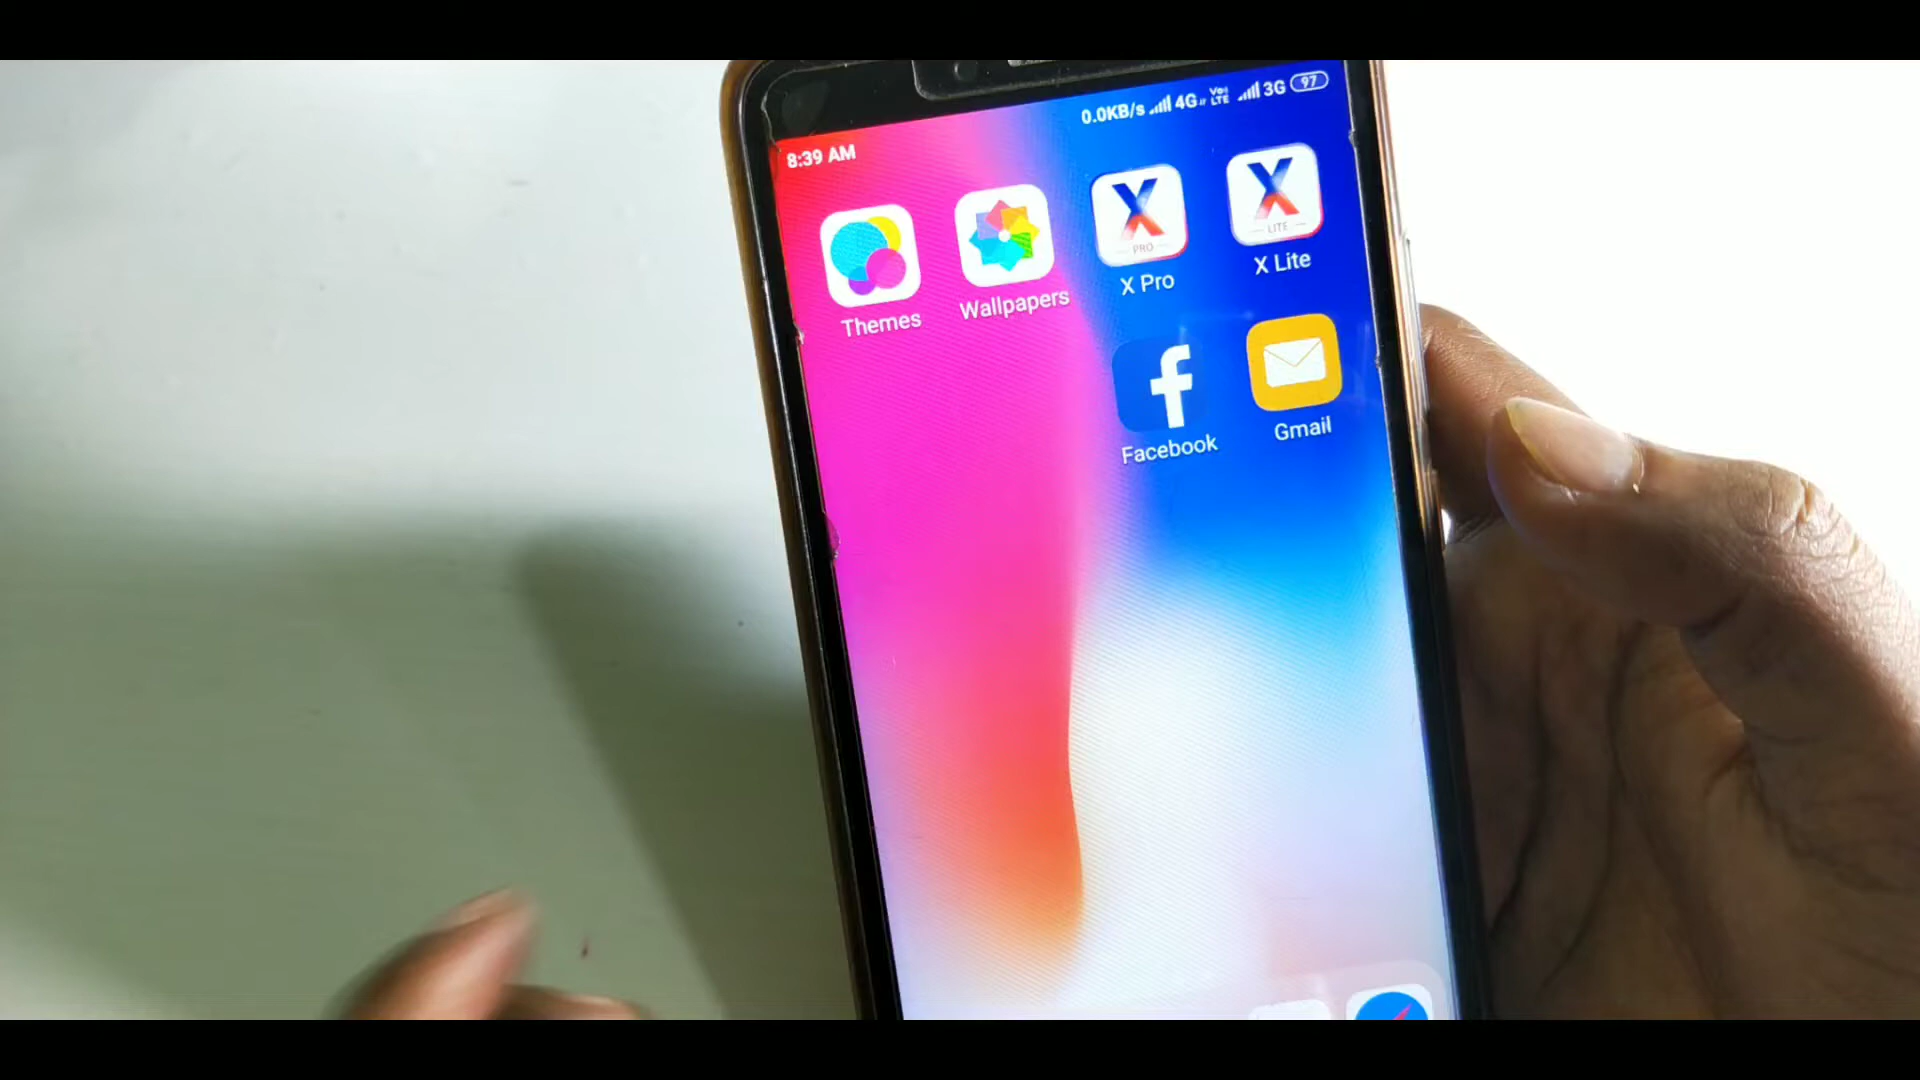 0.0KB/s 4G Vo) LTE 3G 97
8:39 AM
PRO
LITE
Themes
Wallpapers
X Pro
X Lite
f
Facebook
Gmail